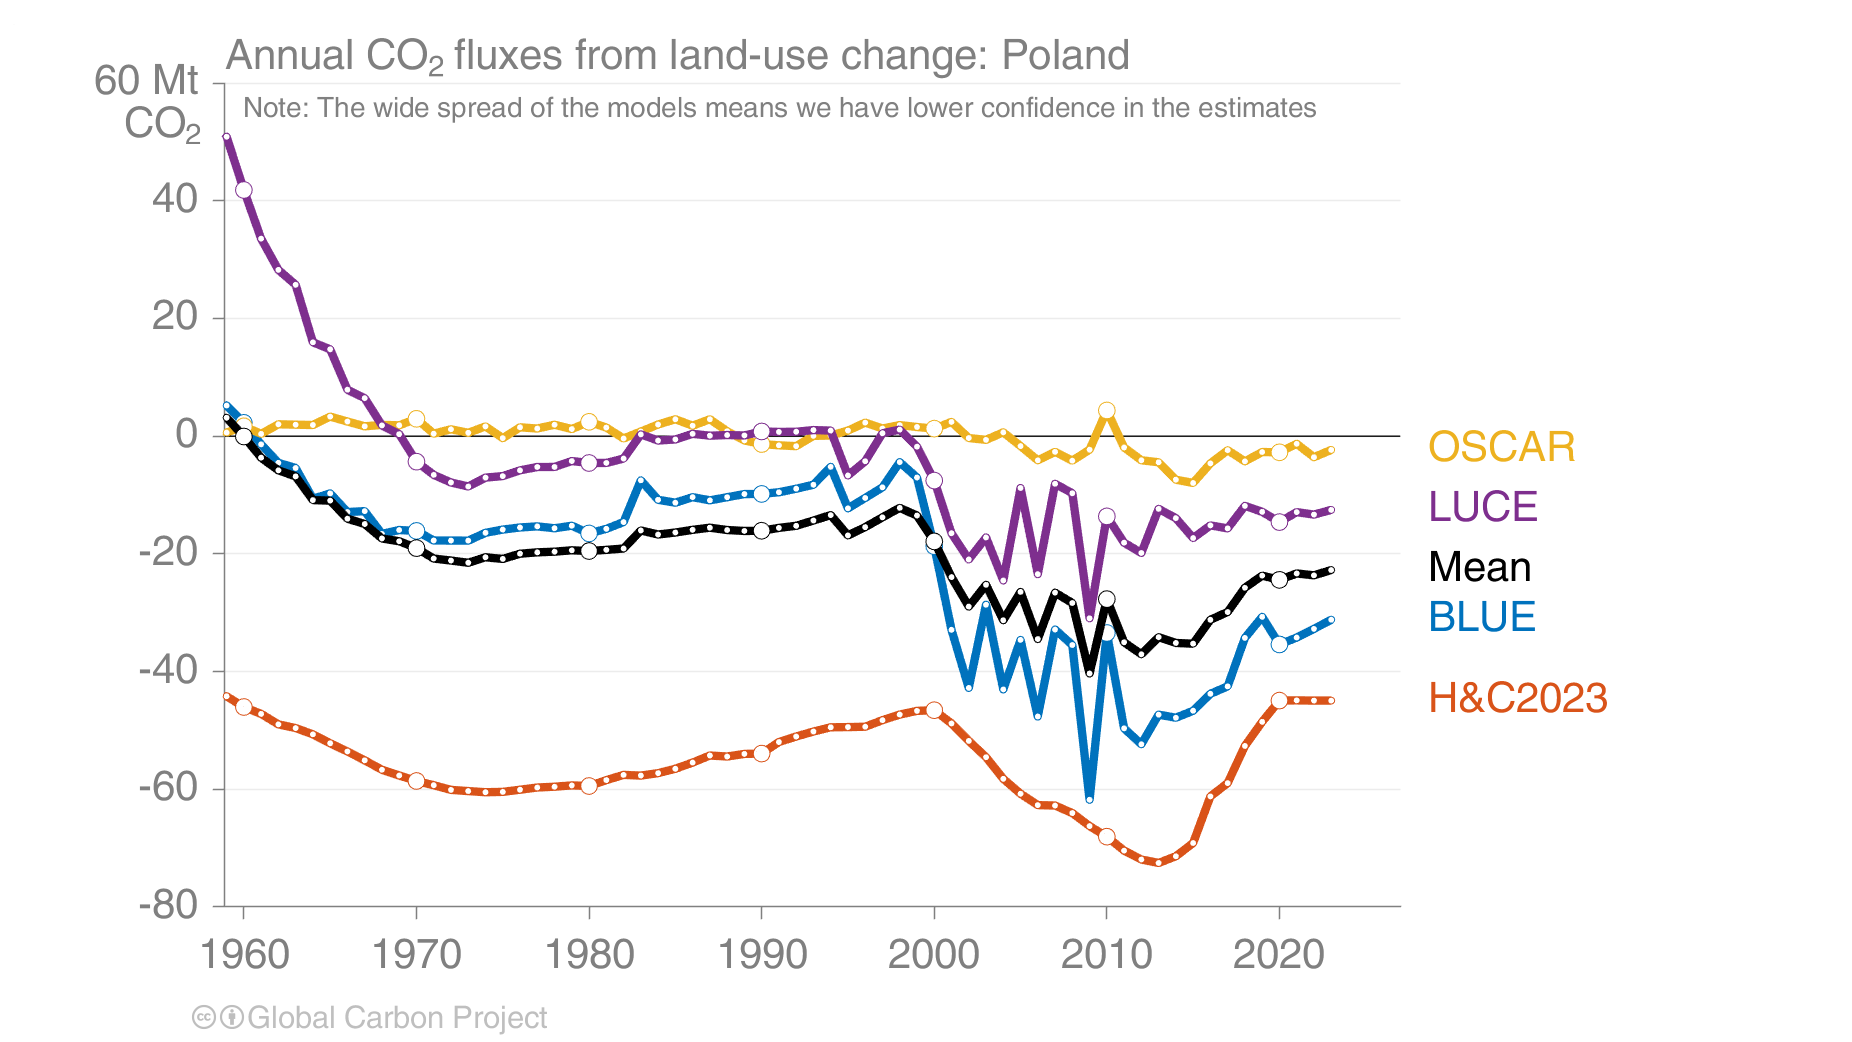 Annual CO₂ fluxes from land-use change: Poland
60 Mt
CO₂
Note: The wide spread of the models means we have lower confidence in the estimates
40
20
0
-20
-40
-60
-80
OSCAR
LUCE
Mean
BLUE
H&C2023
1960 1970 1980 1990 2000 2010 2020
cc Global Carbon Project